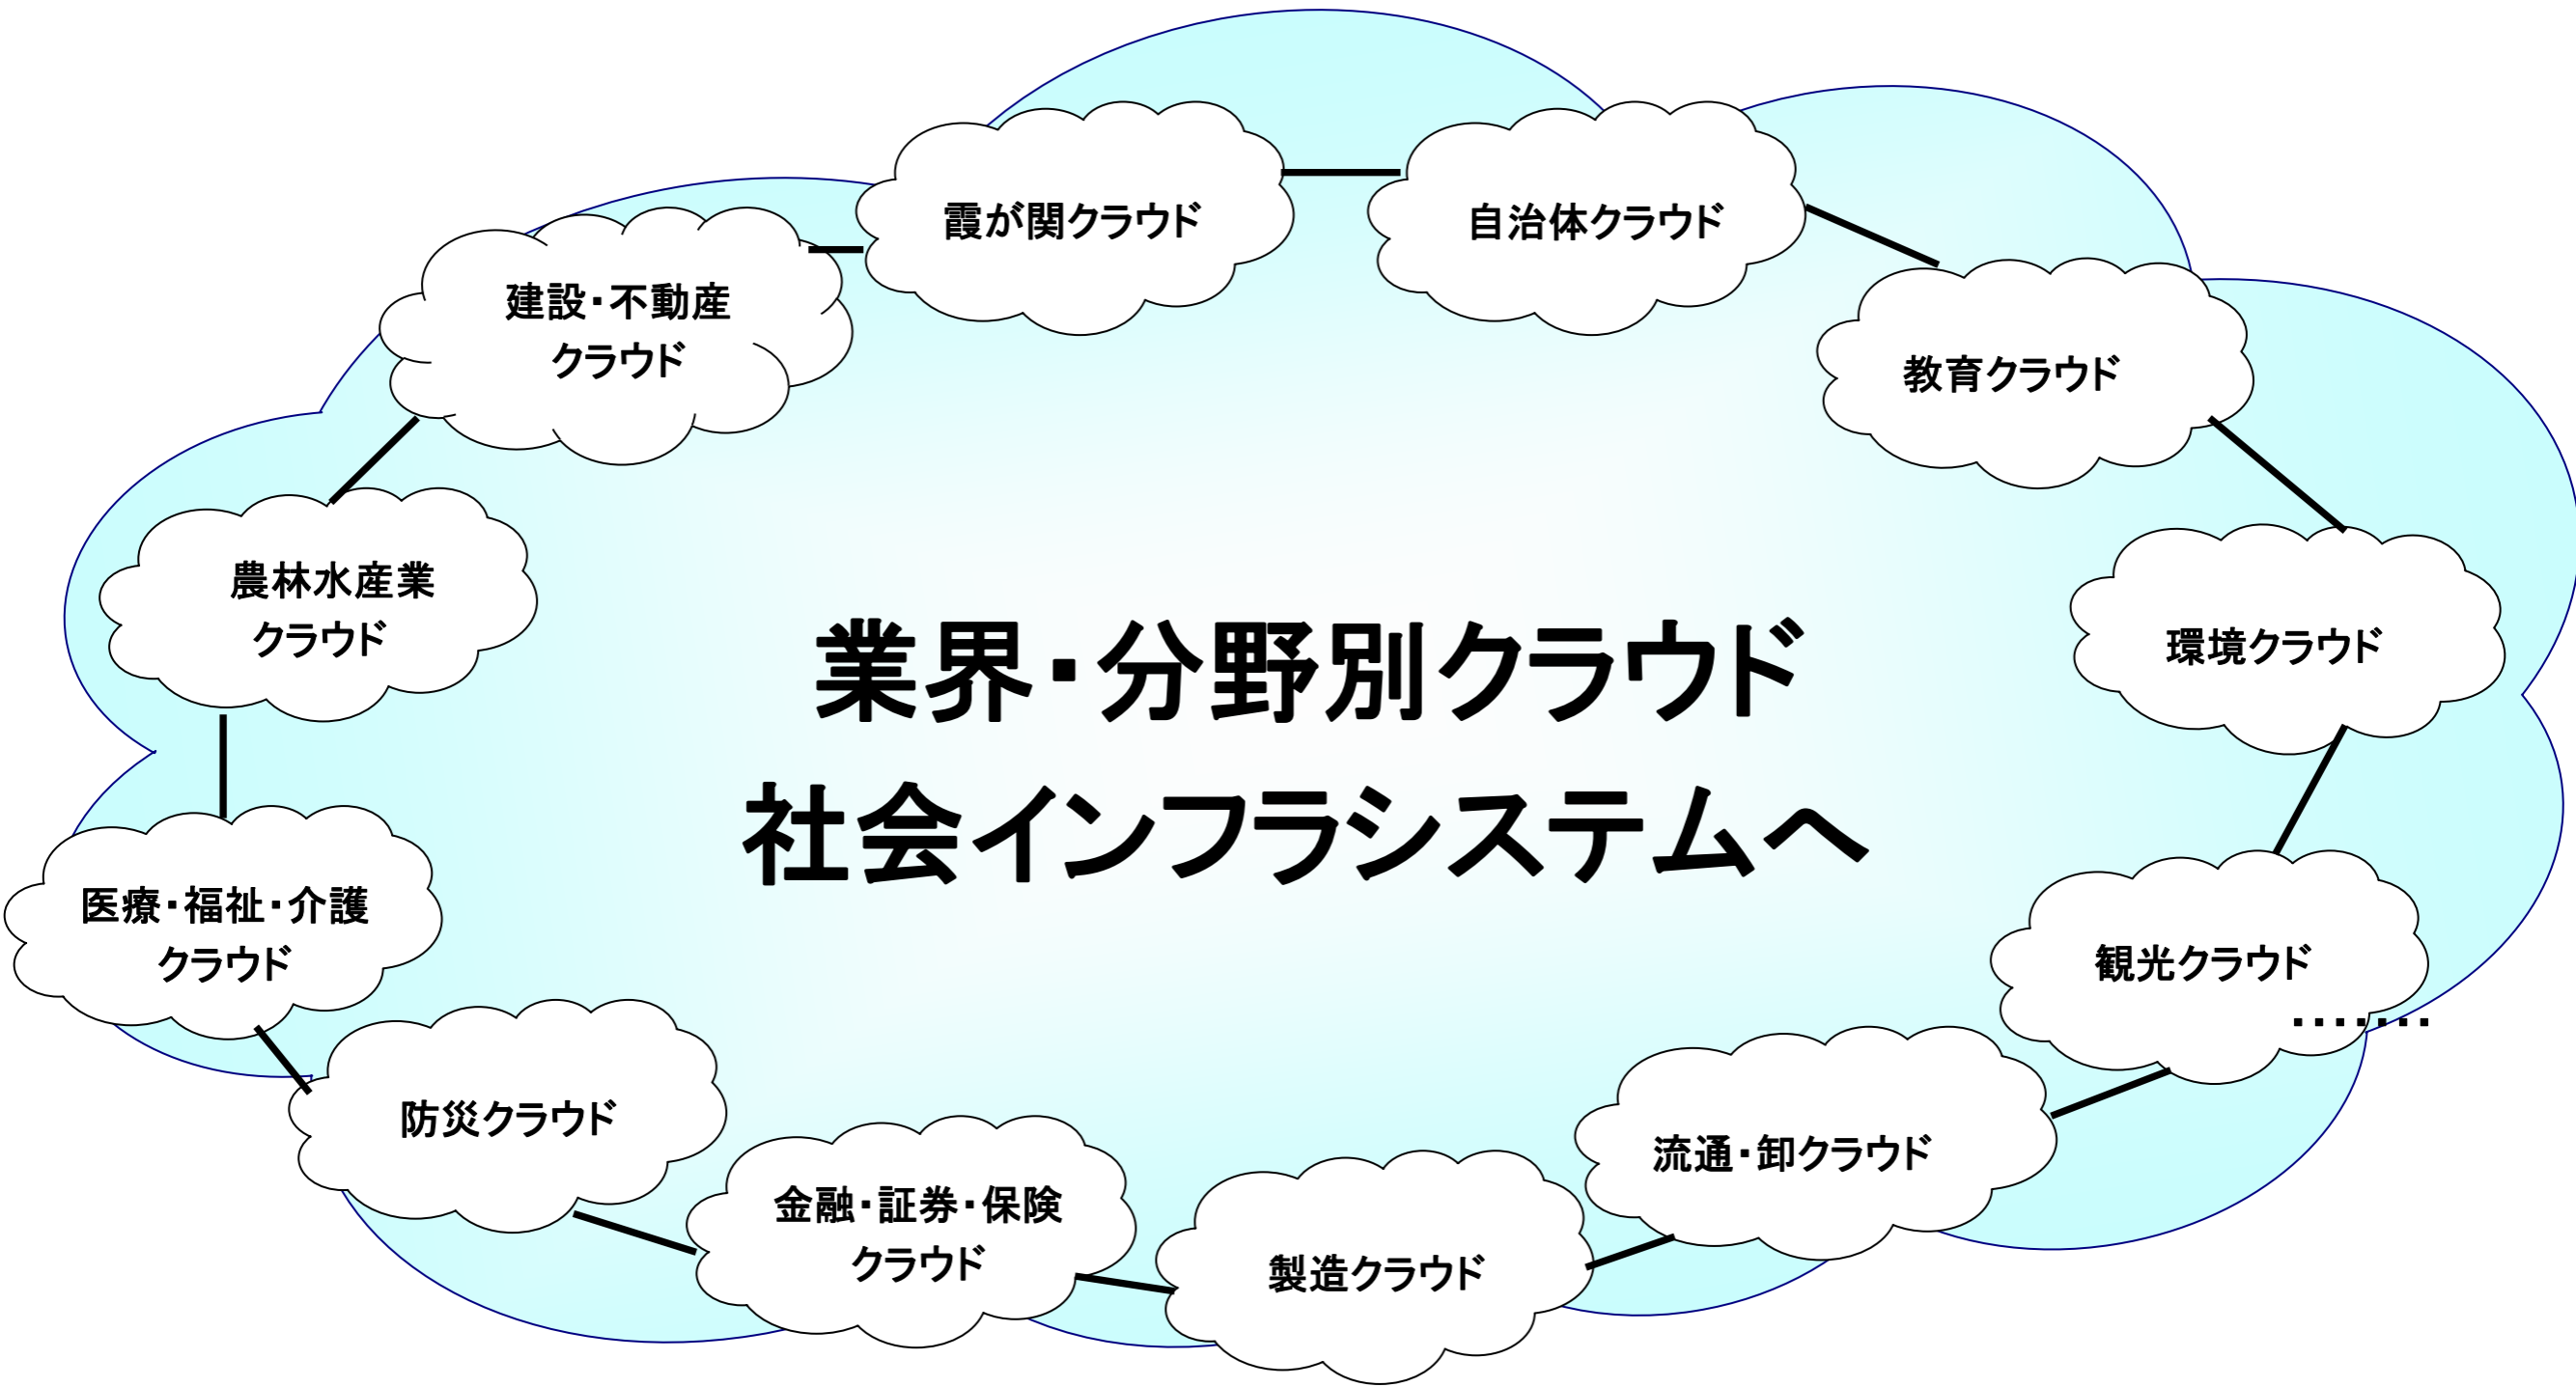 霞が関クラウド
自治体クラウド
建設・不動産
クラウド
教育クラウド
農林水産業
クラウド
環境クラウド
業界・分野別クラウド
社会インフラシステムへ
医療・福祉・介護
クラウド
観光クラウド
・・・・・・・
防災クラウド
流通・卸クラウド
金融・証券・保険
クラウド
製造クラウド